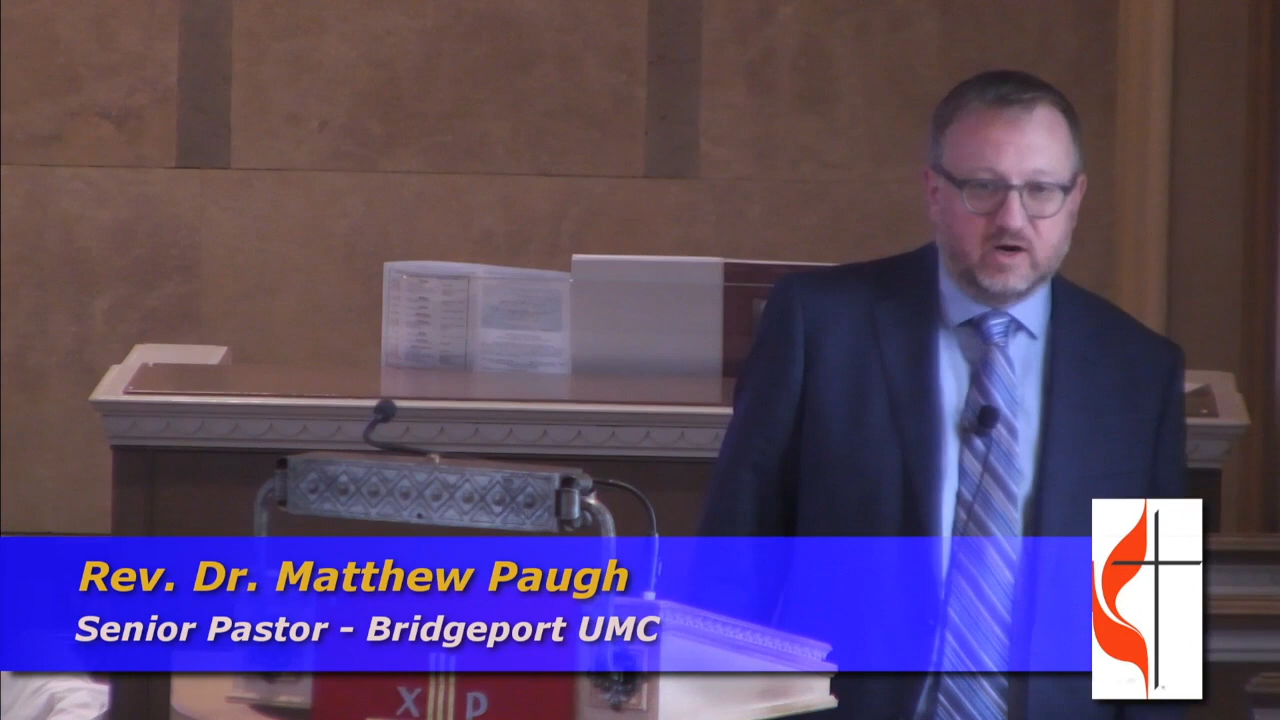 Rev. Dr. Matthew Paugh
Senior Pastor - Bridgeport UMC
X P